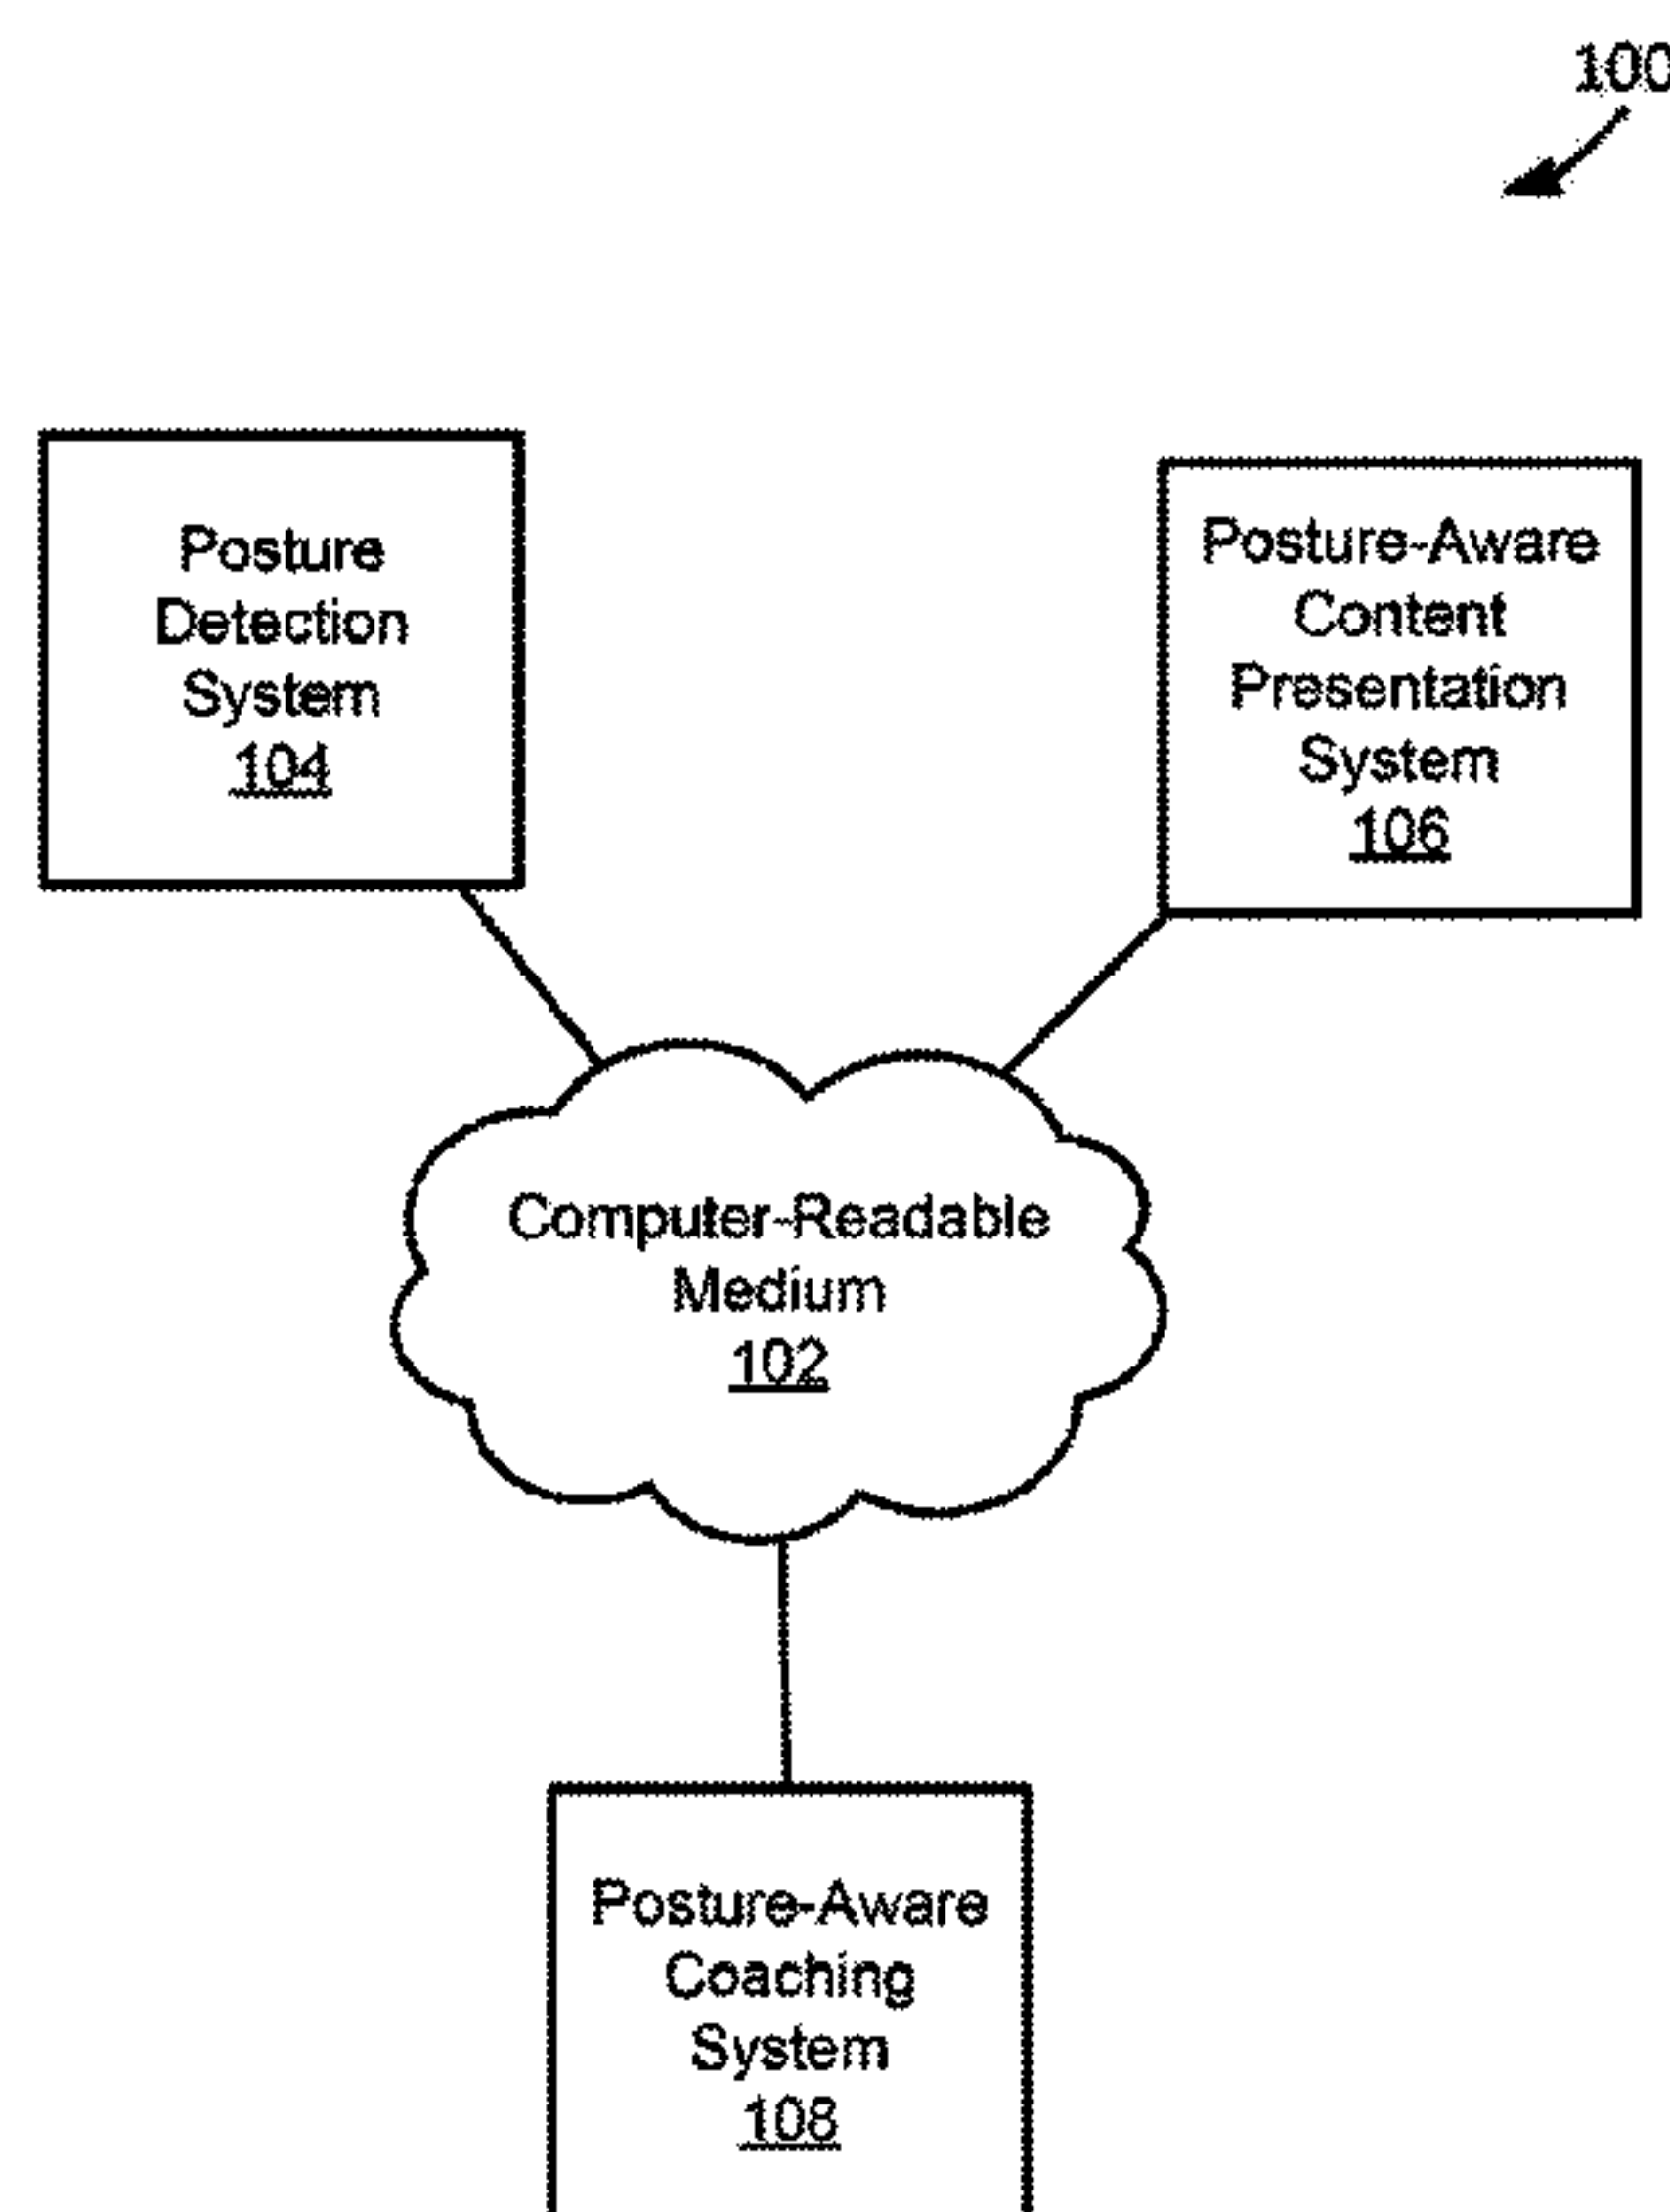 100
Posture
Detection
System
104
Posture-Aware
Content
Presentation
System
106
Computer-Readable
Medium
102
Posture-Aware
Coaching
System
108